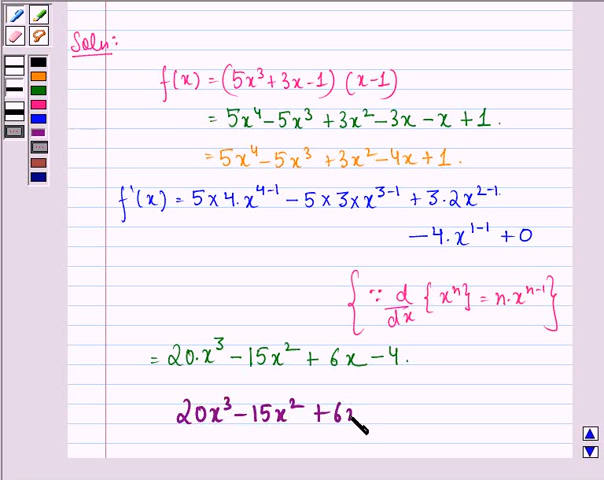 Soln:
f(x) = (5x³+3x-1) (x-1)
= 5x⁴-5x³+3x²-3x-x+1.
= 5x⁴-5x³+3x²-4x+1.
f'(x) = 5×4·x⁴⁻¹ - 5×3×x³⁻¹ + 3·2x²⁻¹
-4·x¹⁻¹+0
{∵ d/dx {xⁿ} = n·xⁿ⁻¹}
= 20·x³-15x²+6x-4.
20x³-15x²+6x